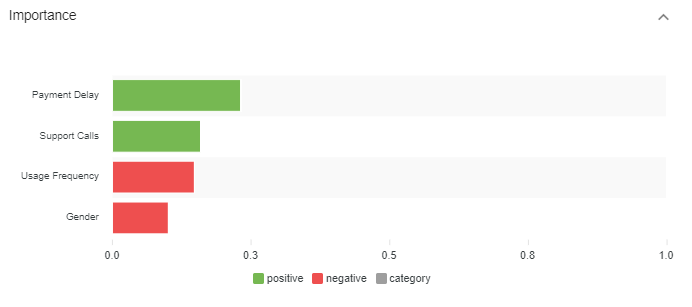 Importance
Payment Delay
Support Calls
Usage Frequency
Gender
0.0 0.3 0.5 0.8 1.0
positive negative category